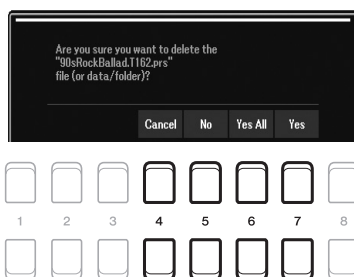 Are you sure you want to delete the
"90sRockBallad.T162.prs"
file (or data/folder)?
Cancel No Yes All Yes
1 2 3 4 5 6 7 8